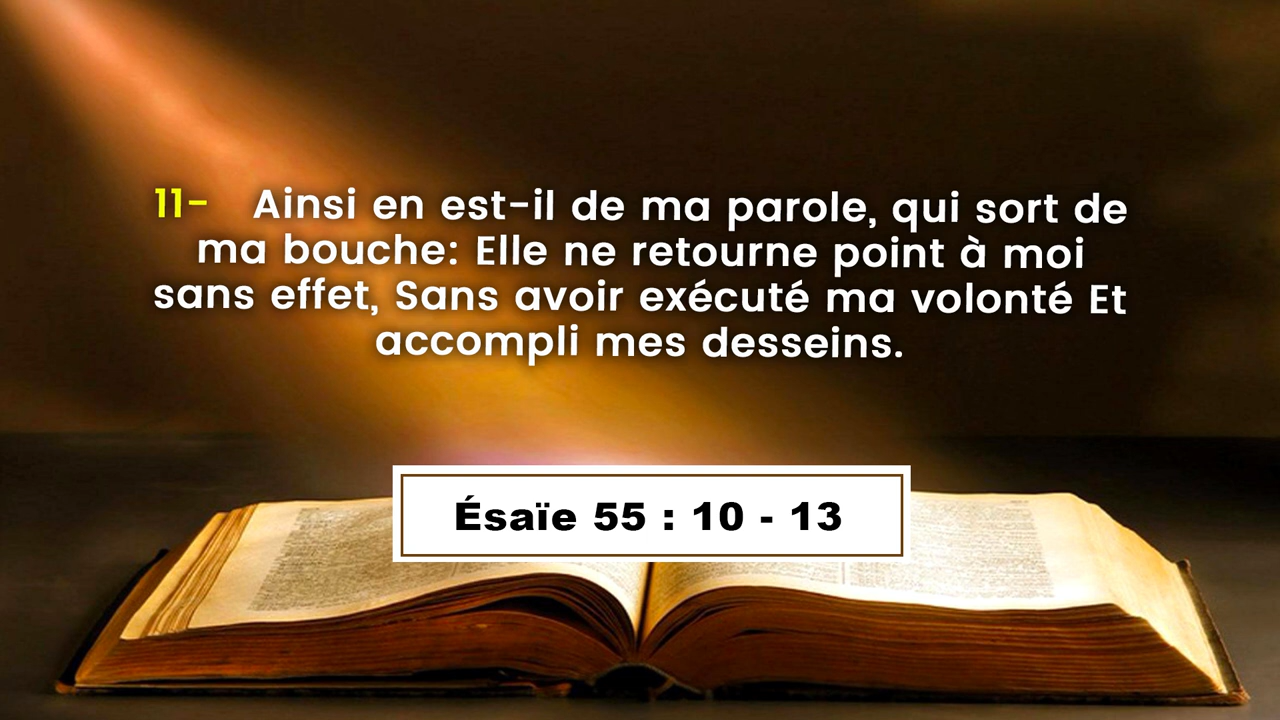 11- Ainsi en est-il de ma parole, qui sort de
ma bouche: Elle ne retourne point à moi
sans effet, Sans avoir exécuté ma volonté Et
accompli mes desseins.
Ésaïe 55 : 10 - 13